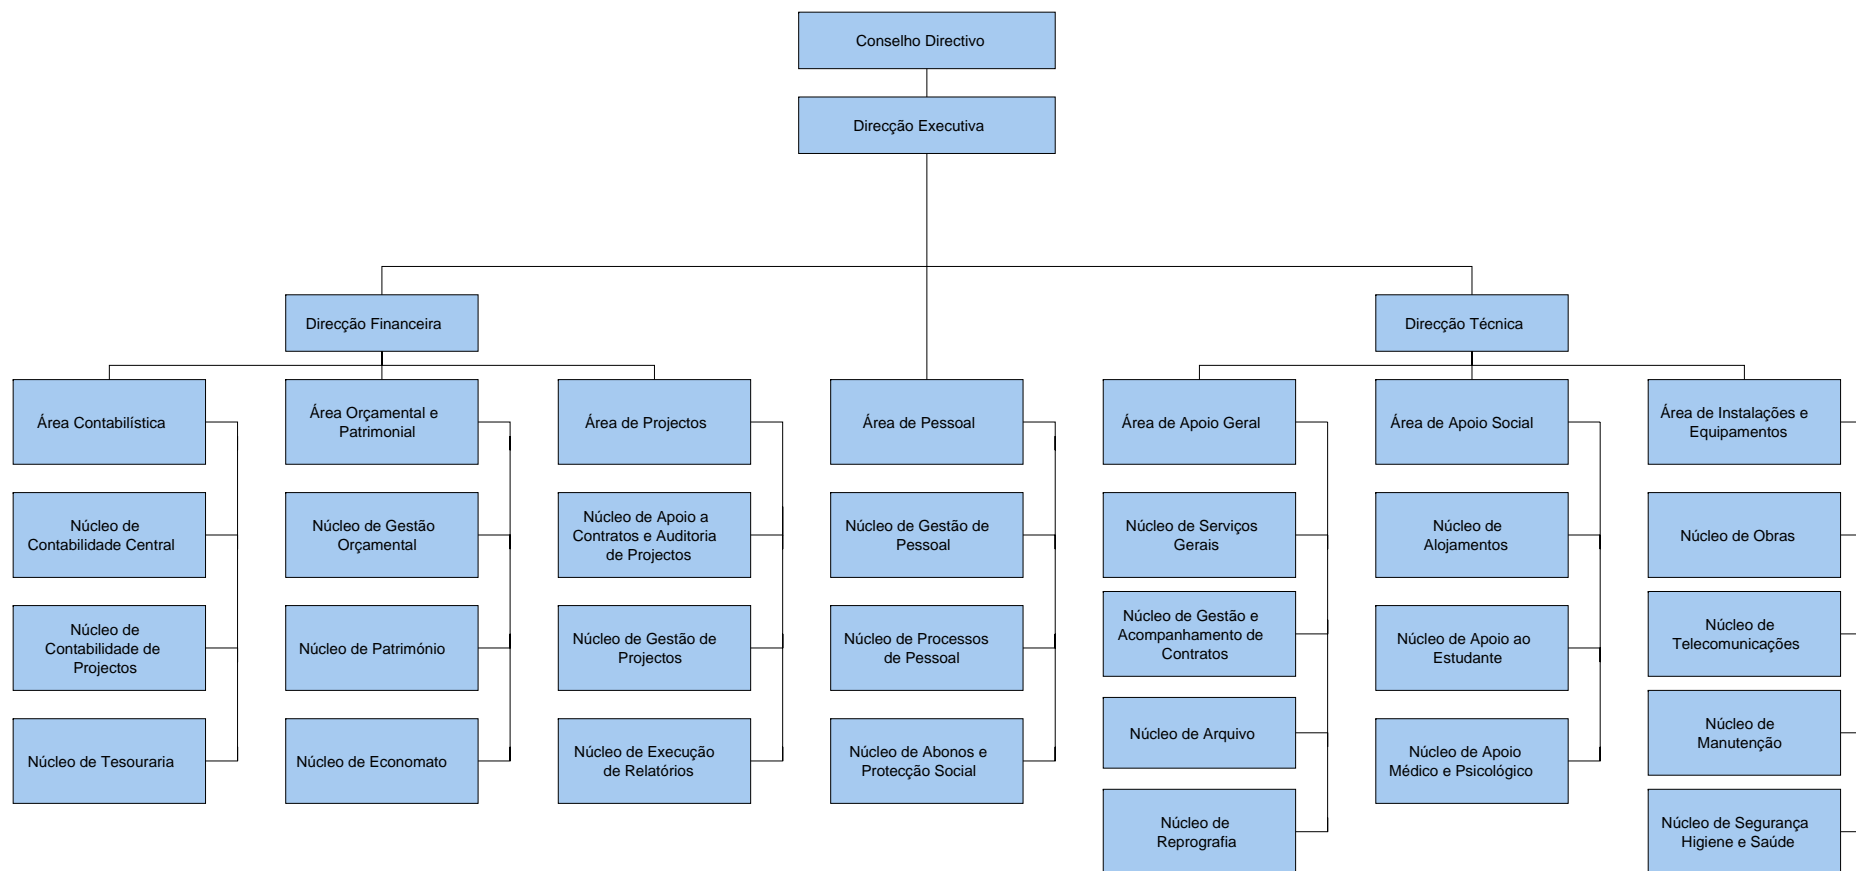 Conselho Directivo
Direcção Executiva
Direcção Financeira
Direcção Técnica
Área Contabilística
Área Orçamental e
Patrimonial
Área de Projectos
Área de Pessoal
Área de Apoio Geral
Área de Apoio Social
Área de Instalações e
Equipamentos
Núcleo de
Contabilidade Central
Núcleo de Gestão
Orçamental
Núcleo de Apoio a
Contratos e Auditoria
de Projectos
Núcleo de Gestão de
Pessoal
Núcleo de Serviços
Gerais
Núcleo de
Alojamentos
Núcleo de Obras
Núcleo de
Contabilidade de
Projectos
Núcleo de Património
Núcleo de Gestão de
Projectos
Núcleo de Processos
de Pessoal
Núcleo de Gestão e
Acompanhamento de
Contratos
Núcleo de Apoio ao
Estudante
Núcleo de
Telecomunicações
Núcleo de Tesouraria
Núcleo de Economato
Núcleo de Execução
de Relatórios
Núcleo de Abonos e
Protecção Social
Núcleo de Arquivo
Núcleo de Apoio
Médico e Psicológico
Núcleo de
Manutenção
Núcleo de
Reprografia
Núcleo de Segurança
Higiene e Saúde